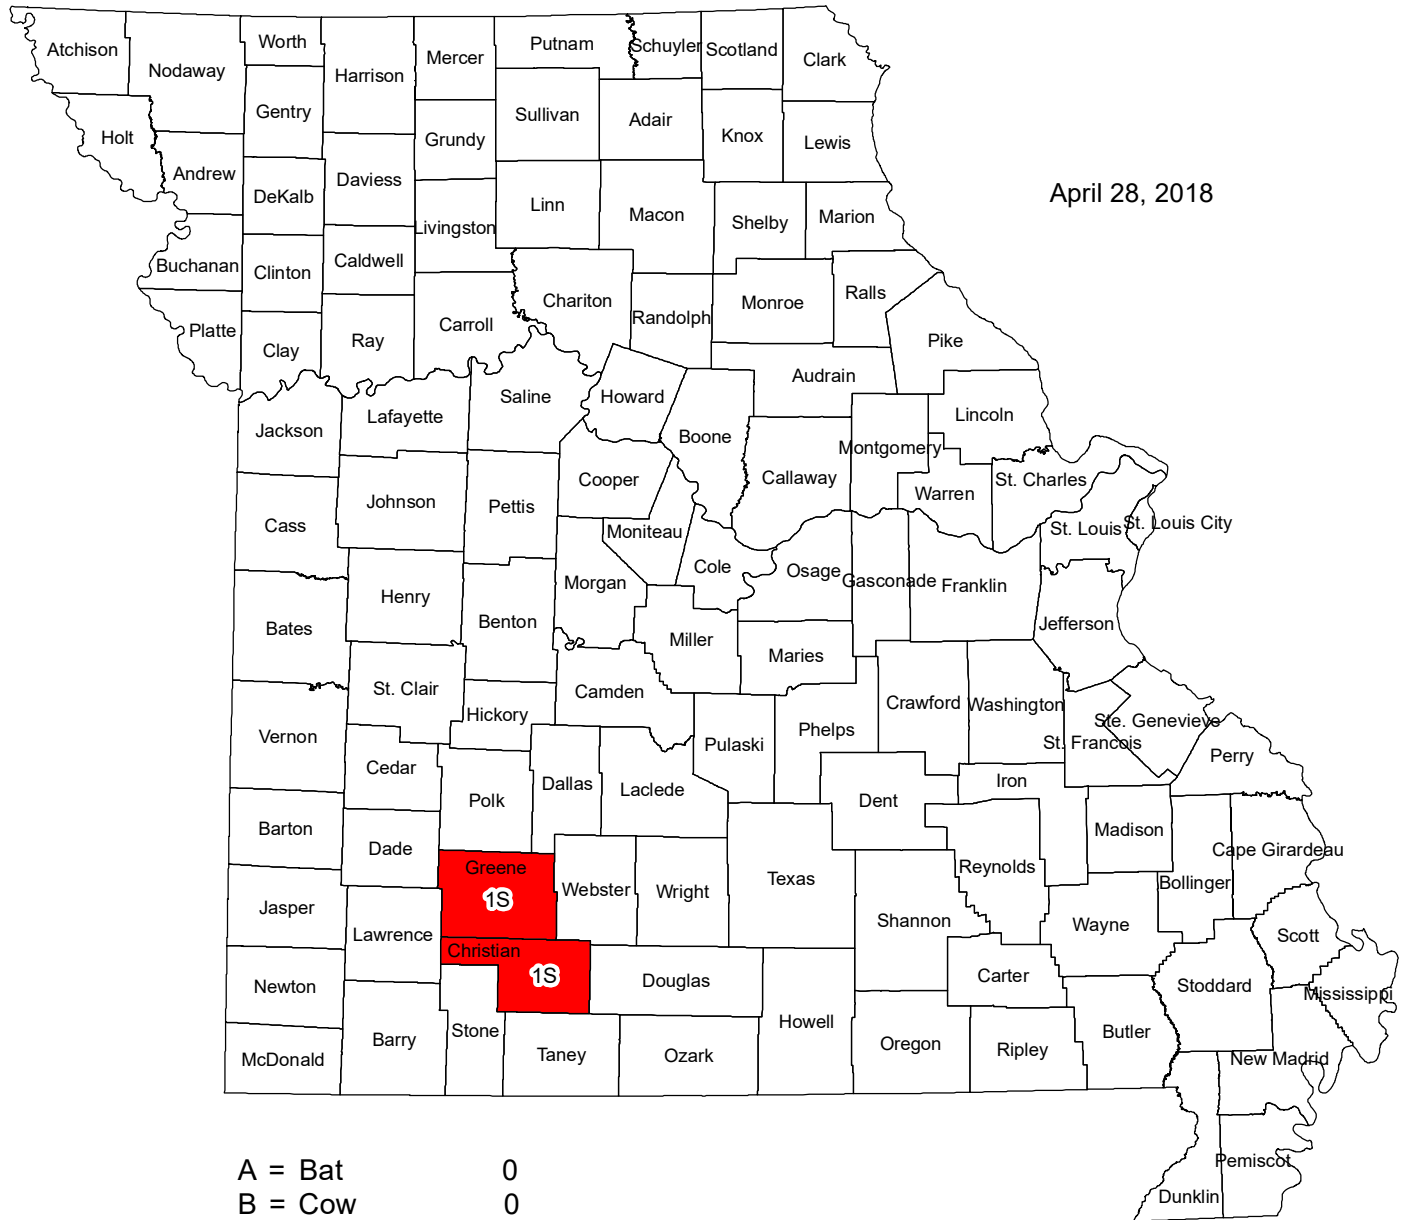 Atchison
Nodaway
Worth
Harrison
Mercer
Putnam
Schuyler
Scotland
Clark
Holt
Gentry
Grundy
Sullivan
Adair
Knox
Lewis
Andrew
DeKalb
Daviess
Livingston
Linn
Macon
Shelby
Marion
April 28, 2018
Buchanan
Clinton
Caldwell
Chariton
Randolph
Monroe
Ralls
Platte
Clay
Ray
Carroll
Pike
Audrain
Saline
Howard
Lafayette
Jackson
Boone
Montgomery
Lincoln
Cooper
Callaway
Warren
St. Charles
Johnson
Pettis
Cass
Moniteau
St. Louis
St. Louis City
Cole
Osage
Gasconade
Franklin
Morgan
Henry
Benton
Bates
Miller
Jefferson
Maries
St. Clair
Camden
Hickory
Crawford
Washington
Ste. Genevieve
Vernon
Pulaski
Phelps
St. Francois
Perry
Cedar
Dallas
Laclede
Polk
Dent
Iron
Barton
Dade
Madison
Cape Girardeau
Greene
1S
Webster
Wright
Texas
Reynolds
Bollinger
Jasper
Lawrence
Shannon
Wayne
Scott
Christian
1S
Douglas
Carter
Stoddard
Mississippi
Newton
Stone
Howell
Barry
Taney
Ozark
Oregon
Ripley
Butler
New Madrid
McDonald
Pemiscot
Dunklin
A = Bat 0
B = Cow 0